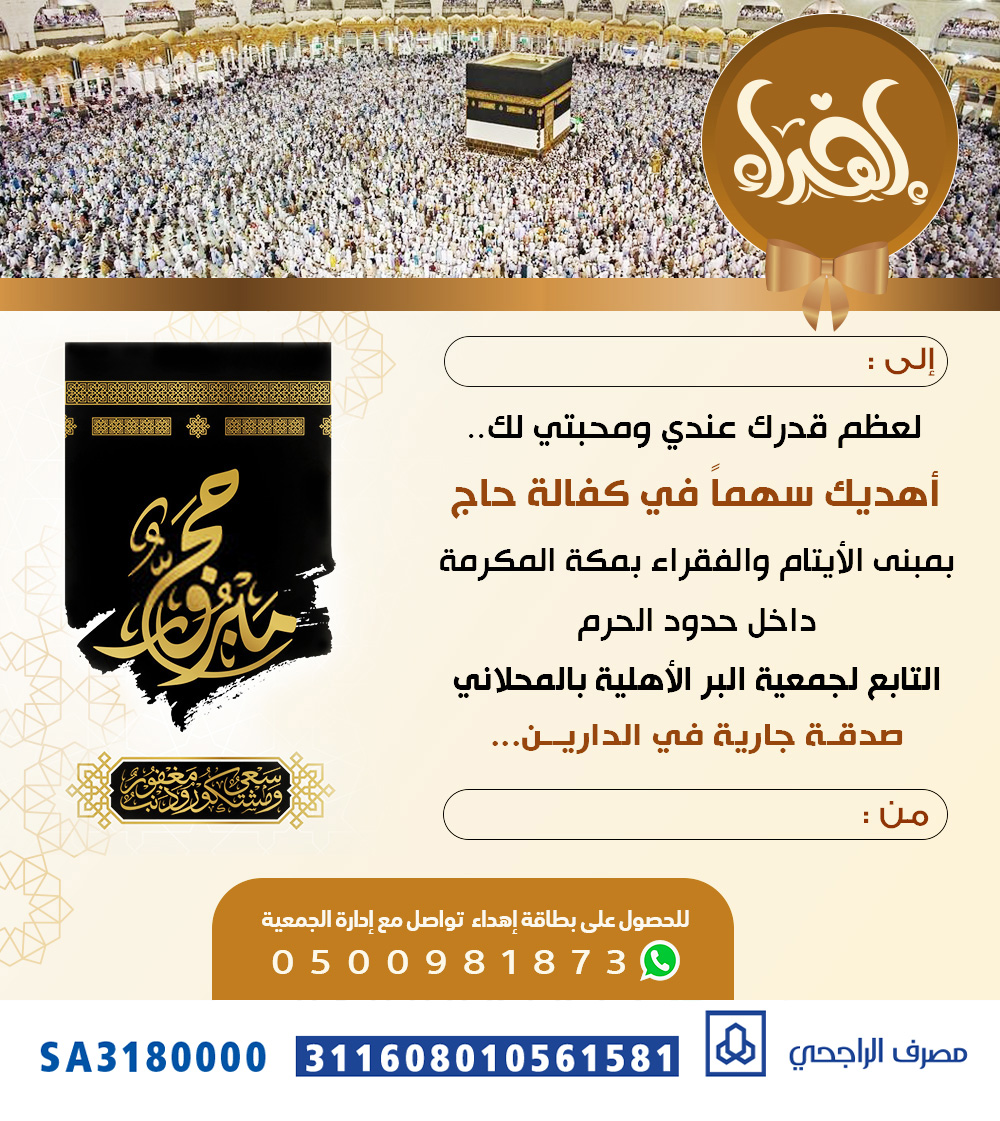 إهداء
إلى :
لعظم قدرك عندي ومحبتي لك..
أهديك سهماً في كفالة حاج
بمبنى الأيتام والفقراء بمكة المكرمة
داخل حدود الحرم
التابع لجمعية البر الأهلية بالمحلاني
صدقـة جارية في الداريــن...
من :
حج
مبرور
سعي
مشكور وذنب
مغفور
للحصول على بطاقة إهداء تواصل مع إدارة الجمعية
0500981873
مصرف الراجحي
SA3180000 311608010561581